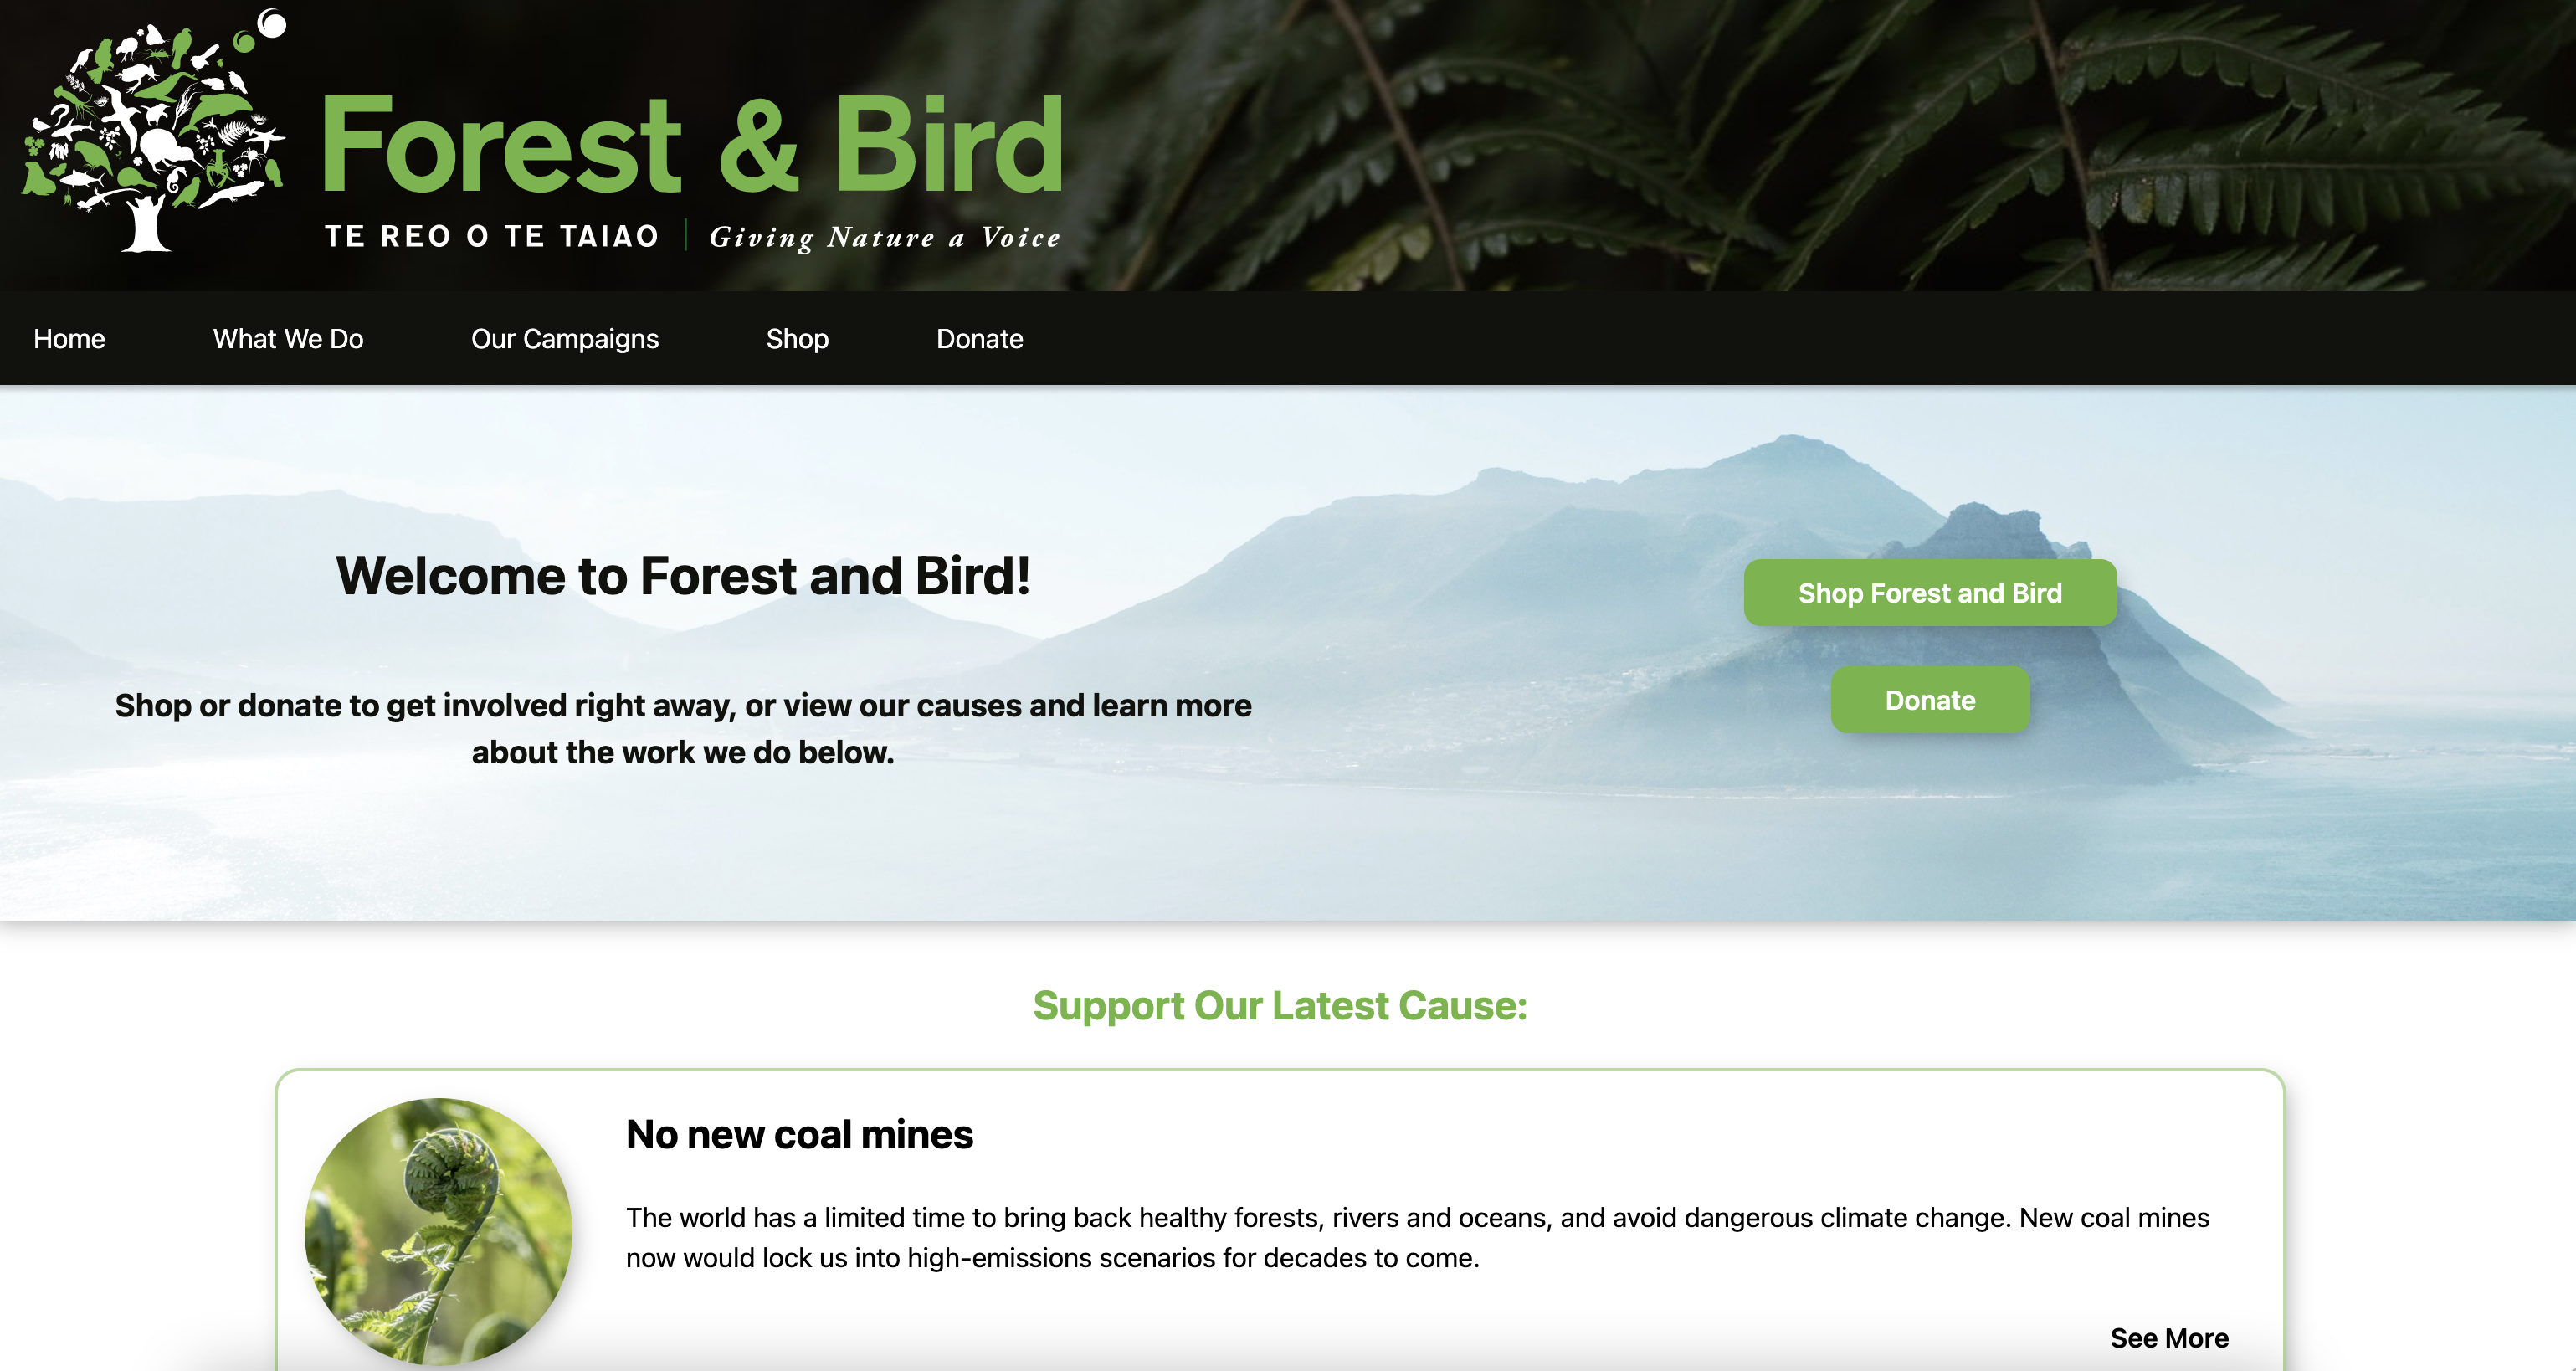 Forest & Bird
TE REO O TE TAIAO | Giving Nature a Voice
Home What We Do Our Campaigns Shop Donate
Welcome to Forest and Bird!
Shop or donate to get involved right away, or view our causes and learn more
about the work we do below.
Shop Forest and Bird
Donate
Support Our Latest Cause:
No new coal mines
The world has a limited time to bring back healthy forests, rivers and oceans, and avoid dangerous climate change. New coal mines
now would lock us into high-emissions scenarios for decades to come.
See More